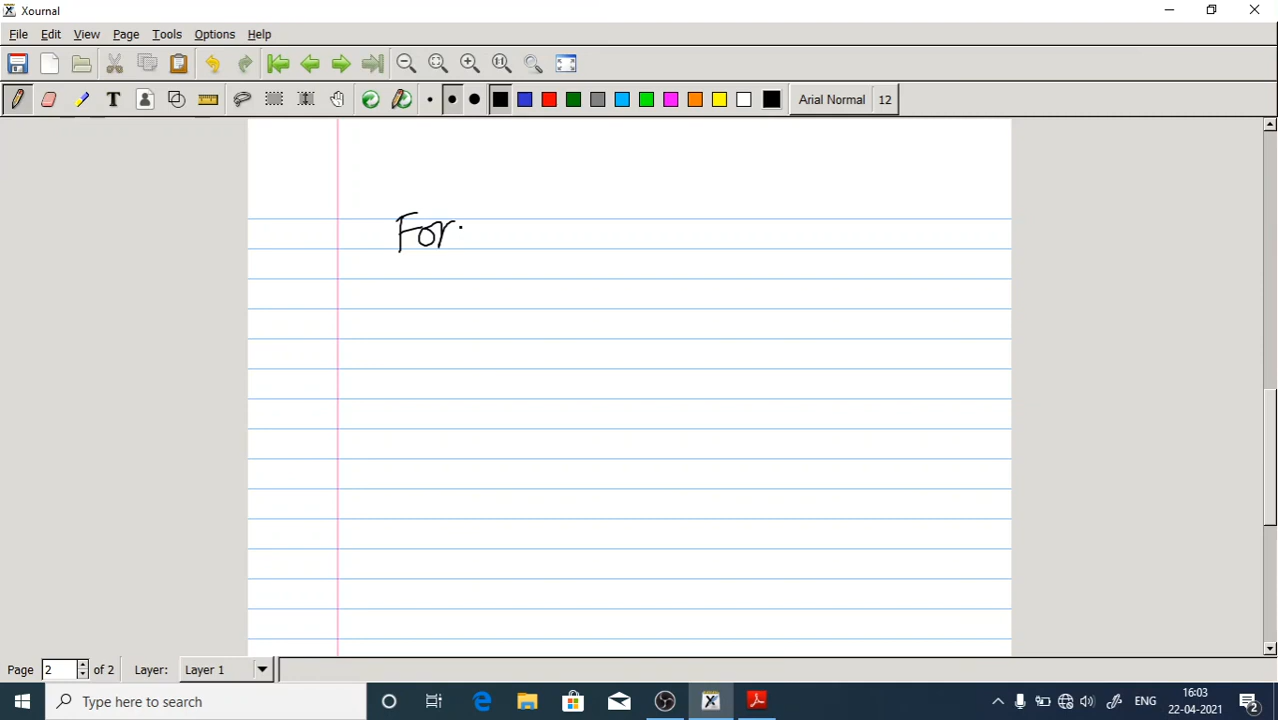 Xournal
File Edit View Page Tools Options Help
Arial Normal 12
For
Page 2 of 2 Layer: Layer 1
Type here to search
ENG
16:03
22-04-2021
2